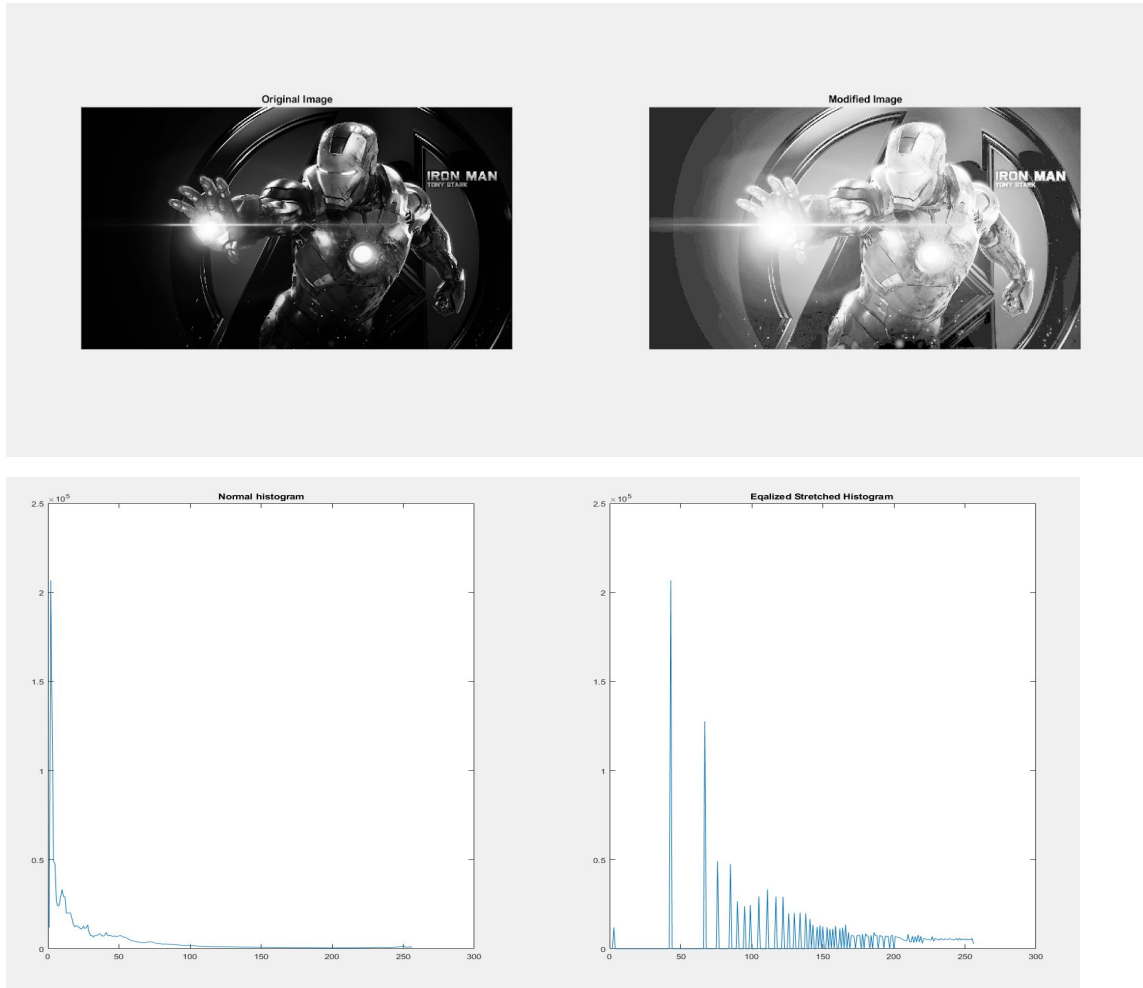 Original Image
Modified Image
IRON MAN
TONY STARK
IRON MAN
TONY STARK
Normal histogram
× 10⁵
2.5
2
1.5
1
0.5
0
0 50 100 150 200 250 300
Eqalized Stretched Histogram
× 10⁵
2.5
2
1.5
1
0.5
0
0 50 100 150 200 250 300